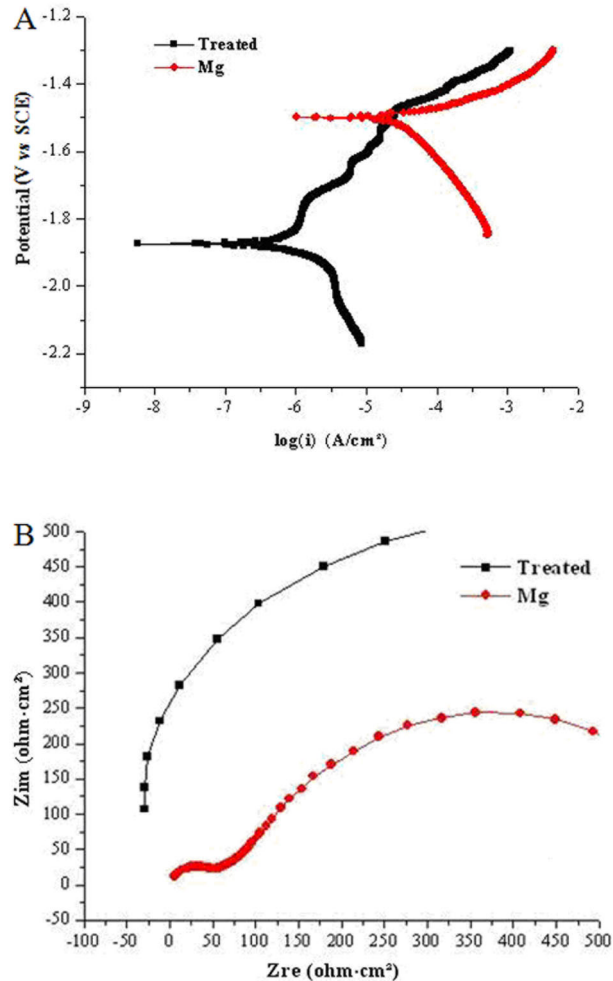 A
-1.2
-1.4
-1.6
-1.8
-2.0
-2.2
Potential (V vs SCE)
Treated
Mg
-9 -8 -7 -6 -5 -4 -3 -2
log(i) (A/cm²)
B
500
450
400
350
300
250
200
150
100
50
0
-50
Zim (ohm·cm²)
Treated
Mg
-100 -50 0 50 100 150 200 250 300 350 400 450 500
Zre (ohm·cm²)